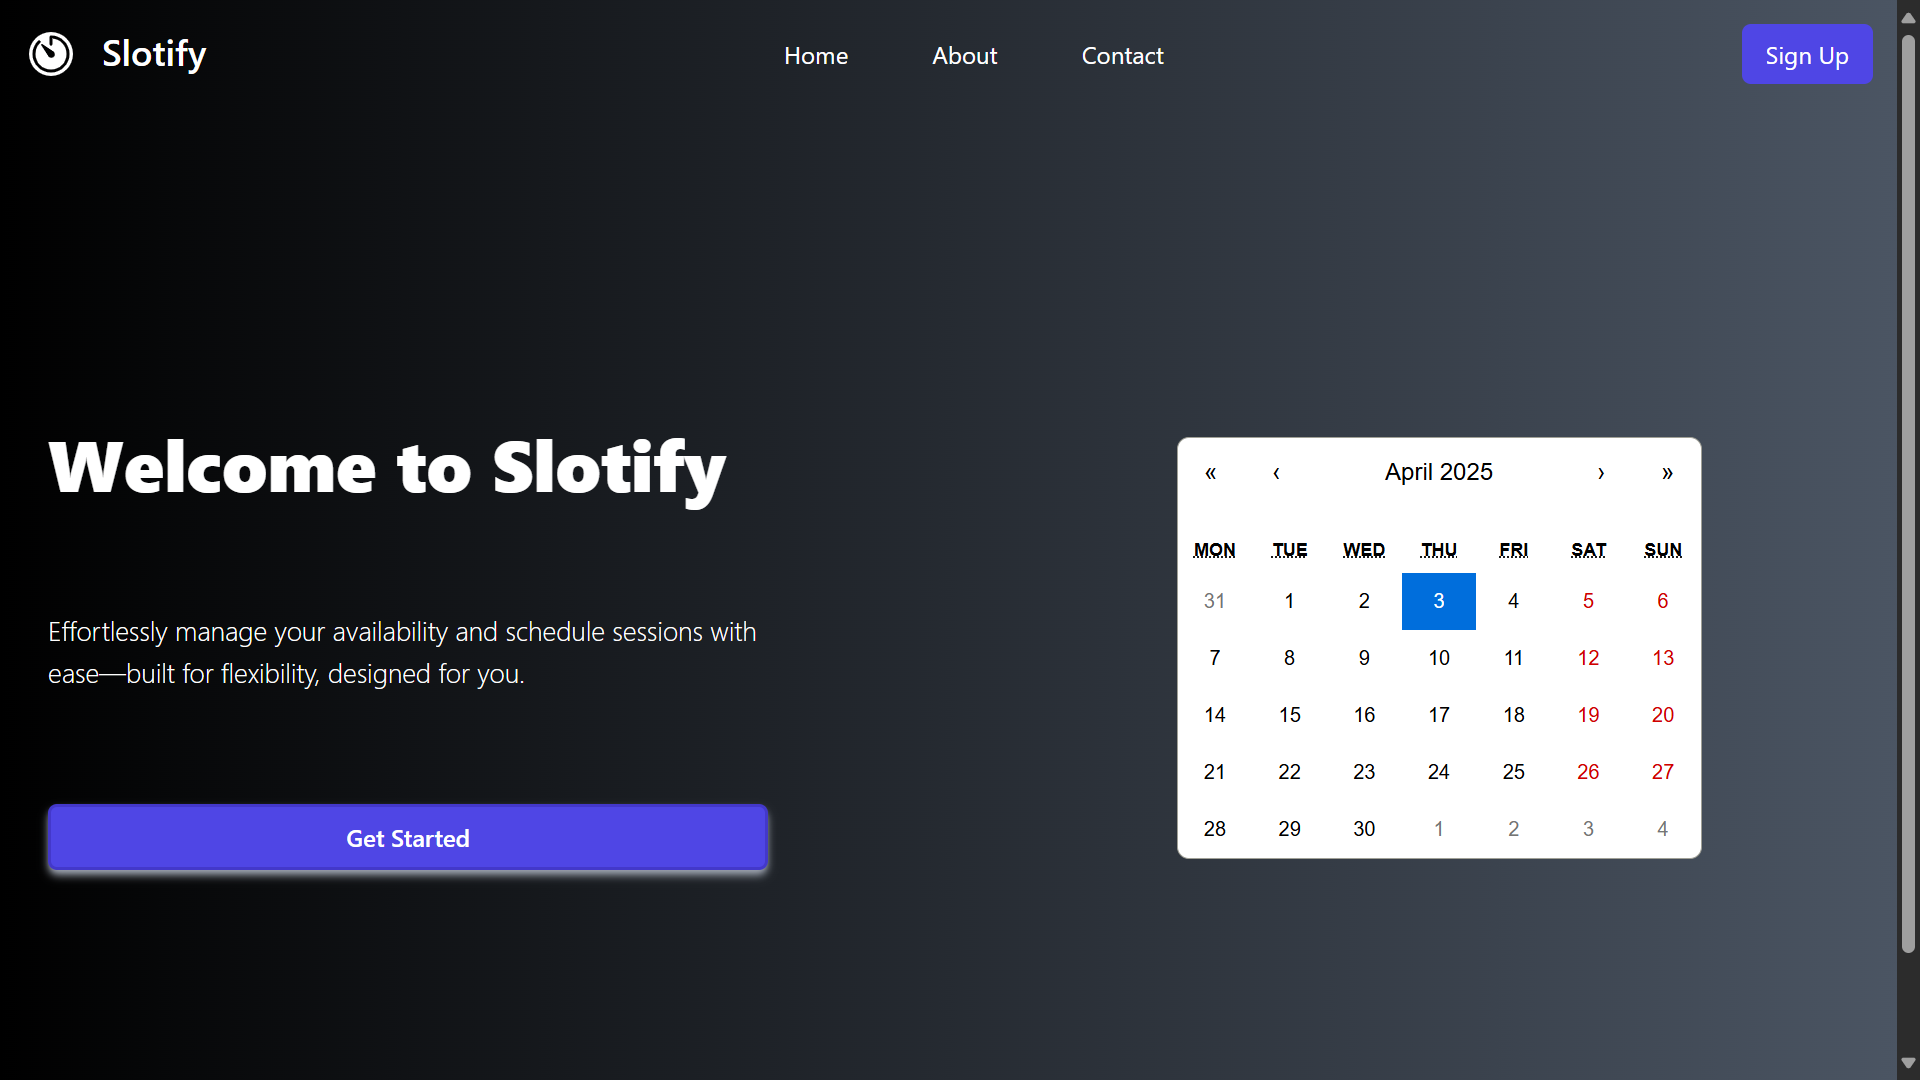 Slotify
Home About Contact
Sign Up
Welcome to Slotify
Effortlessly manage your availability and schedule sessions with
ease—built for flexibility, designed for you.
Get Started
« ‹ April 2025 › »
MON TUE WED THU FRI SAT SUN
31 1 2 3 4 5 6
7 8 9 10 11 12 13
14 15 16 17 18 19 20
21 22 23 24 25 26 27
28 29 30 1 2 3 4